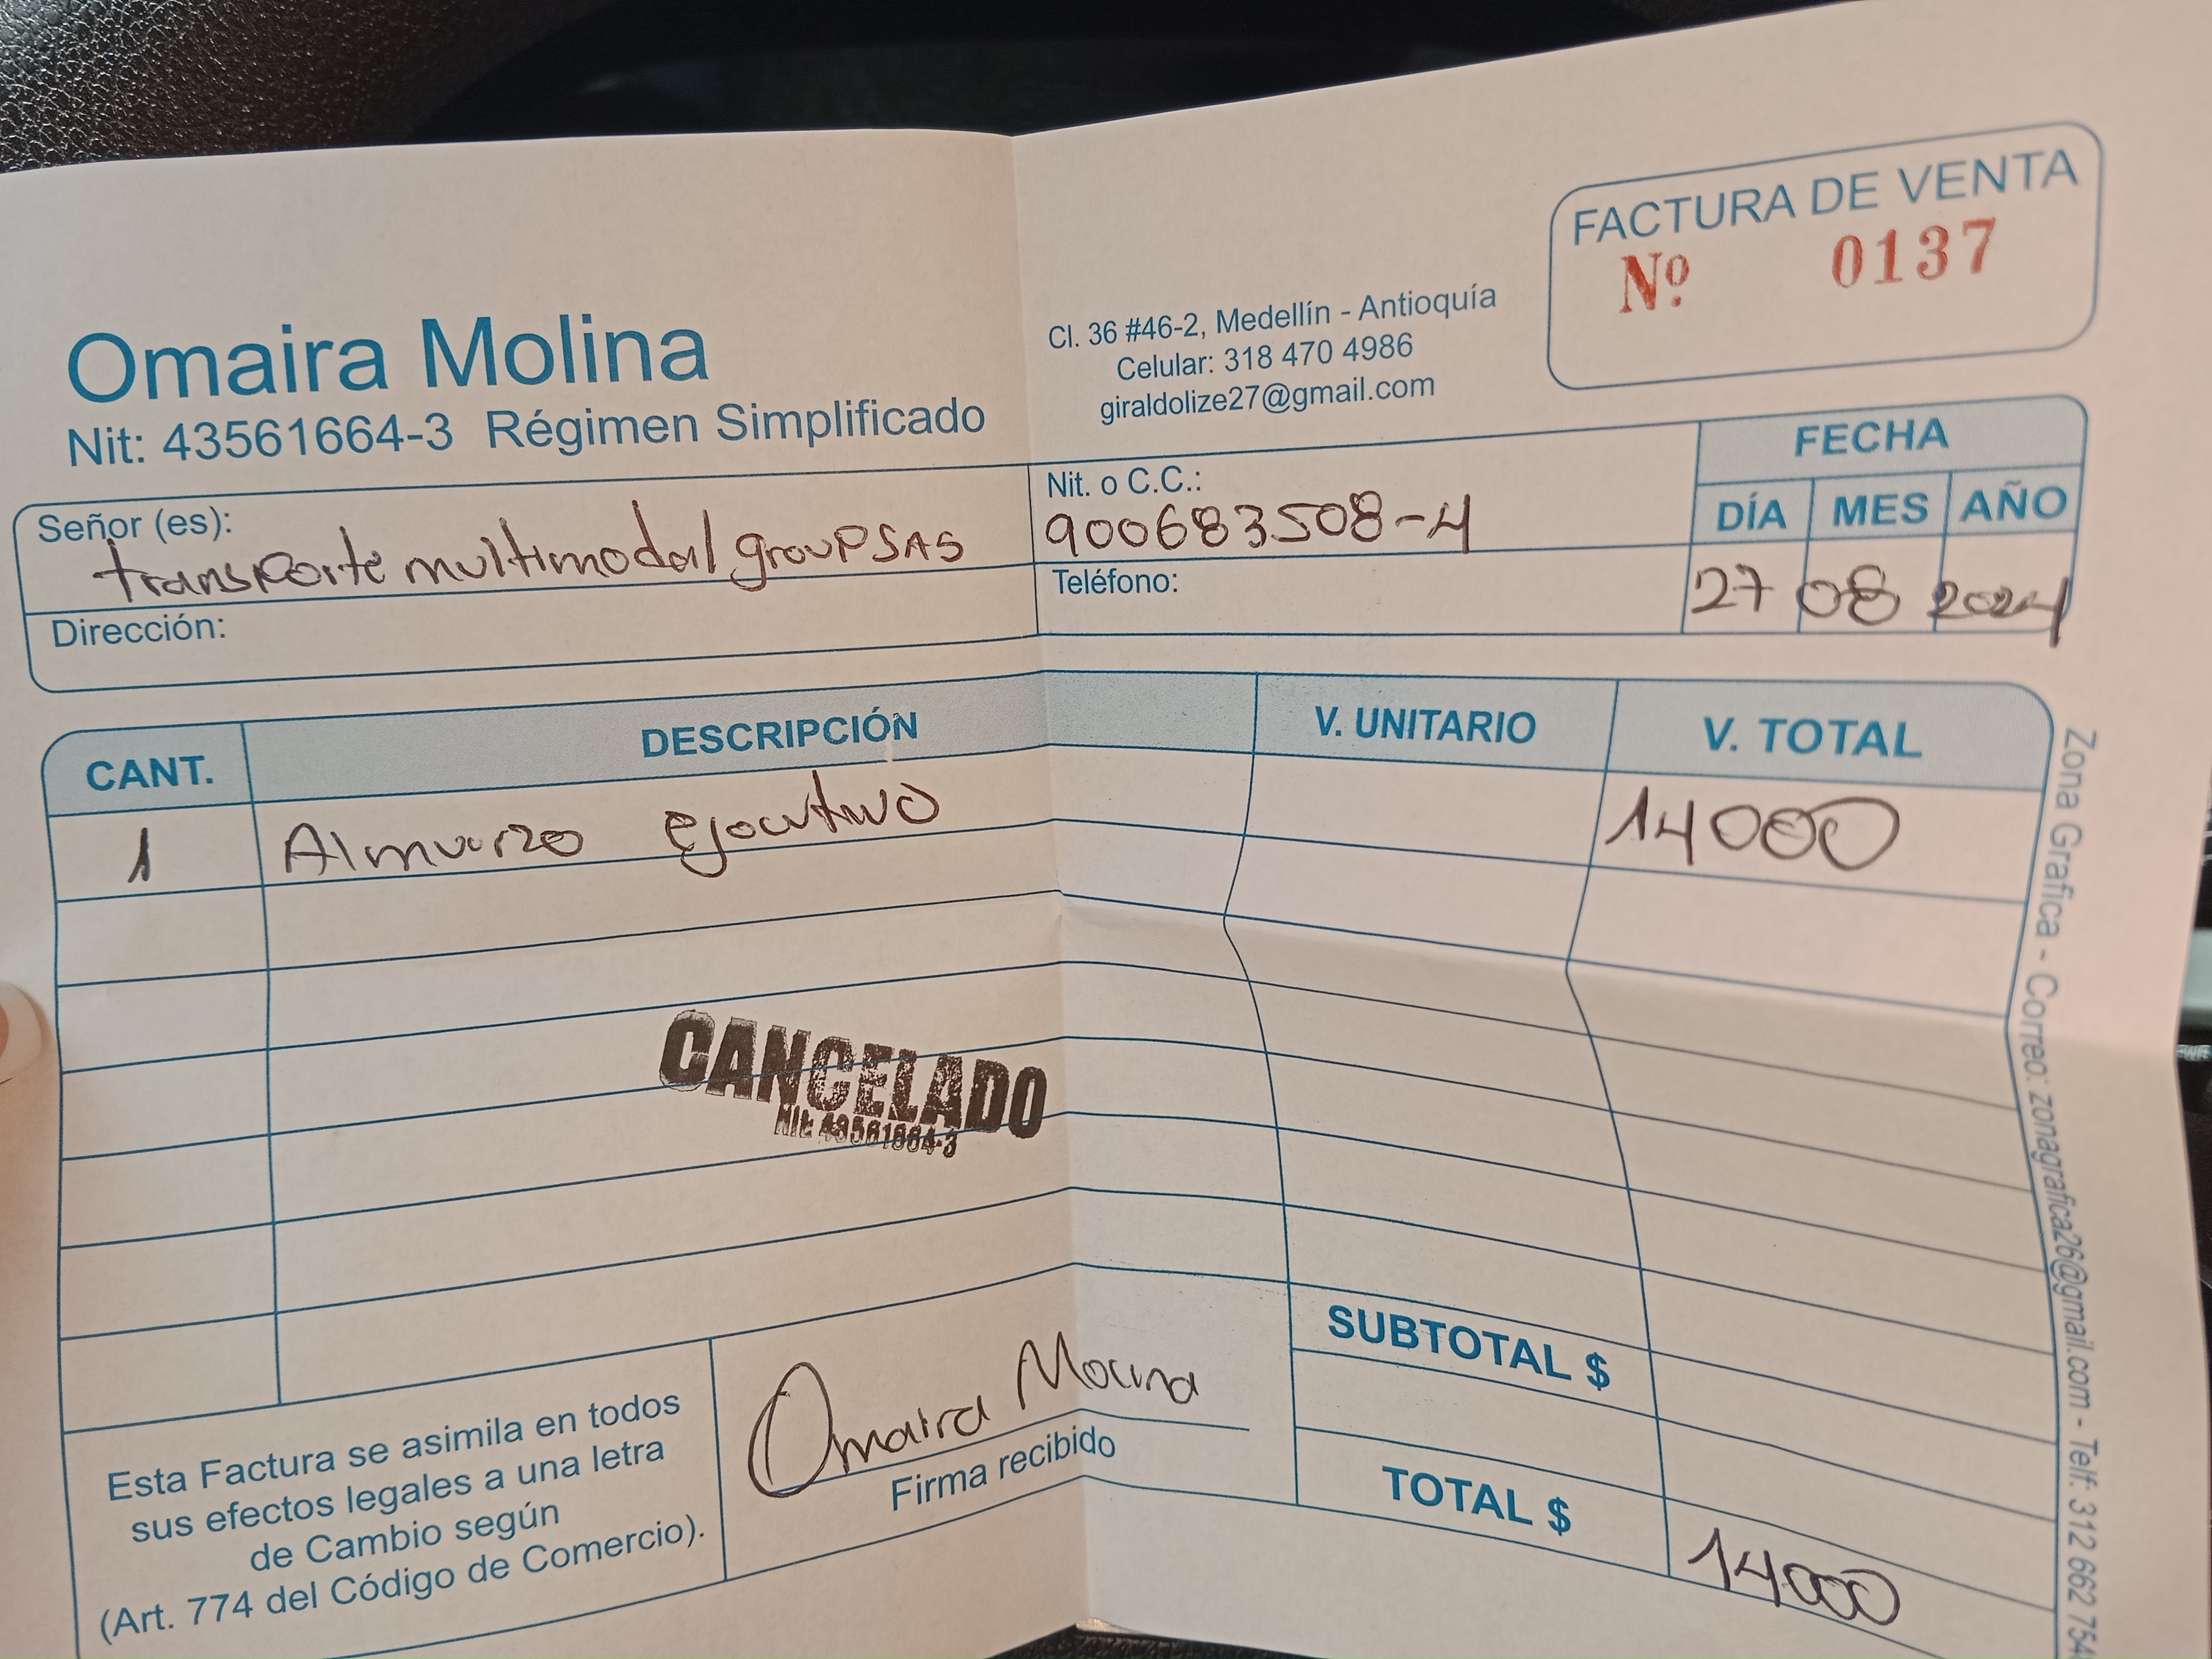 FACTURA DE VENTA
Nº 0137
Omaira Molina
Nit: 43561664-3 Régimen Simplificado
Cl. 36 #46-2, Medellín - Antioquía
Celular: 318 470 4986
giraldolize27@gmail.com
Señor (es): transporte multimodal grouP SAS
Nit. o C.C.: 900683508-4
Dirección:
Teléfono:
FECHA
DÍA MES AÑO
27 08 2024
CANT. DESCRIPCIÓN V. UNITARIO V. TOTAL
1 Almuerzo ejecutivo 14000
CANCELADO
Nit: 43561664-3
SUBTOTAL $
TOTAL $ 14000
Esta Factura se asimila en todos
sus efectos legales a una letra
de Cambio según
(Art. 774 del Código de Comercio).
Omaira Molina
Firma recibido
Zona Grafica - Correo: zonagrafica26@gmail.com - Telf: 312 662 754